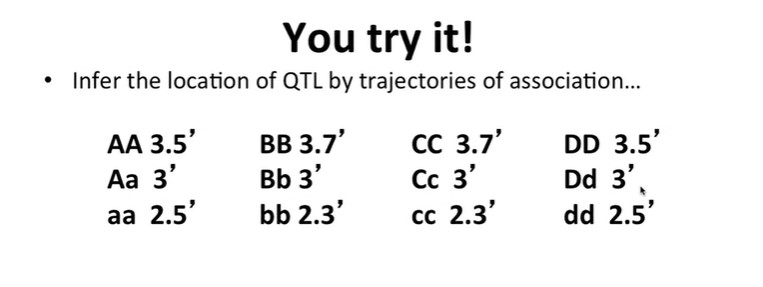 You try it!
• Infer the location of QTL by trajectories of association...
AA 3.5’ BB 3.7’ CC 3.7’ DD 3.5’
Aa 3’ Bb 3’ Cc 3’ Dd 3’
aa 2.5’ bb 2.3’ cc 2.3’ dd 2.5’